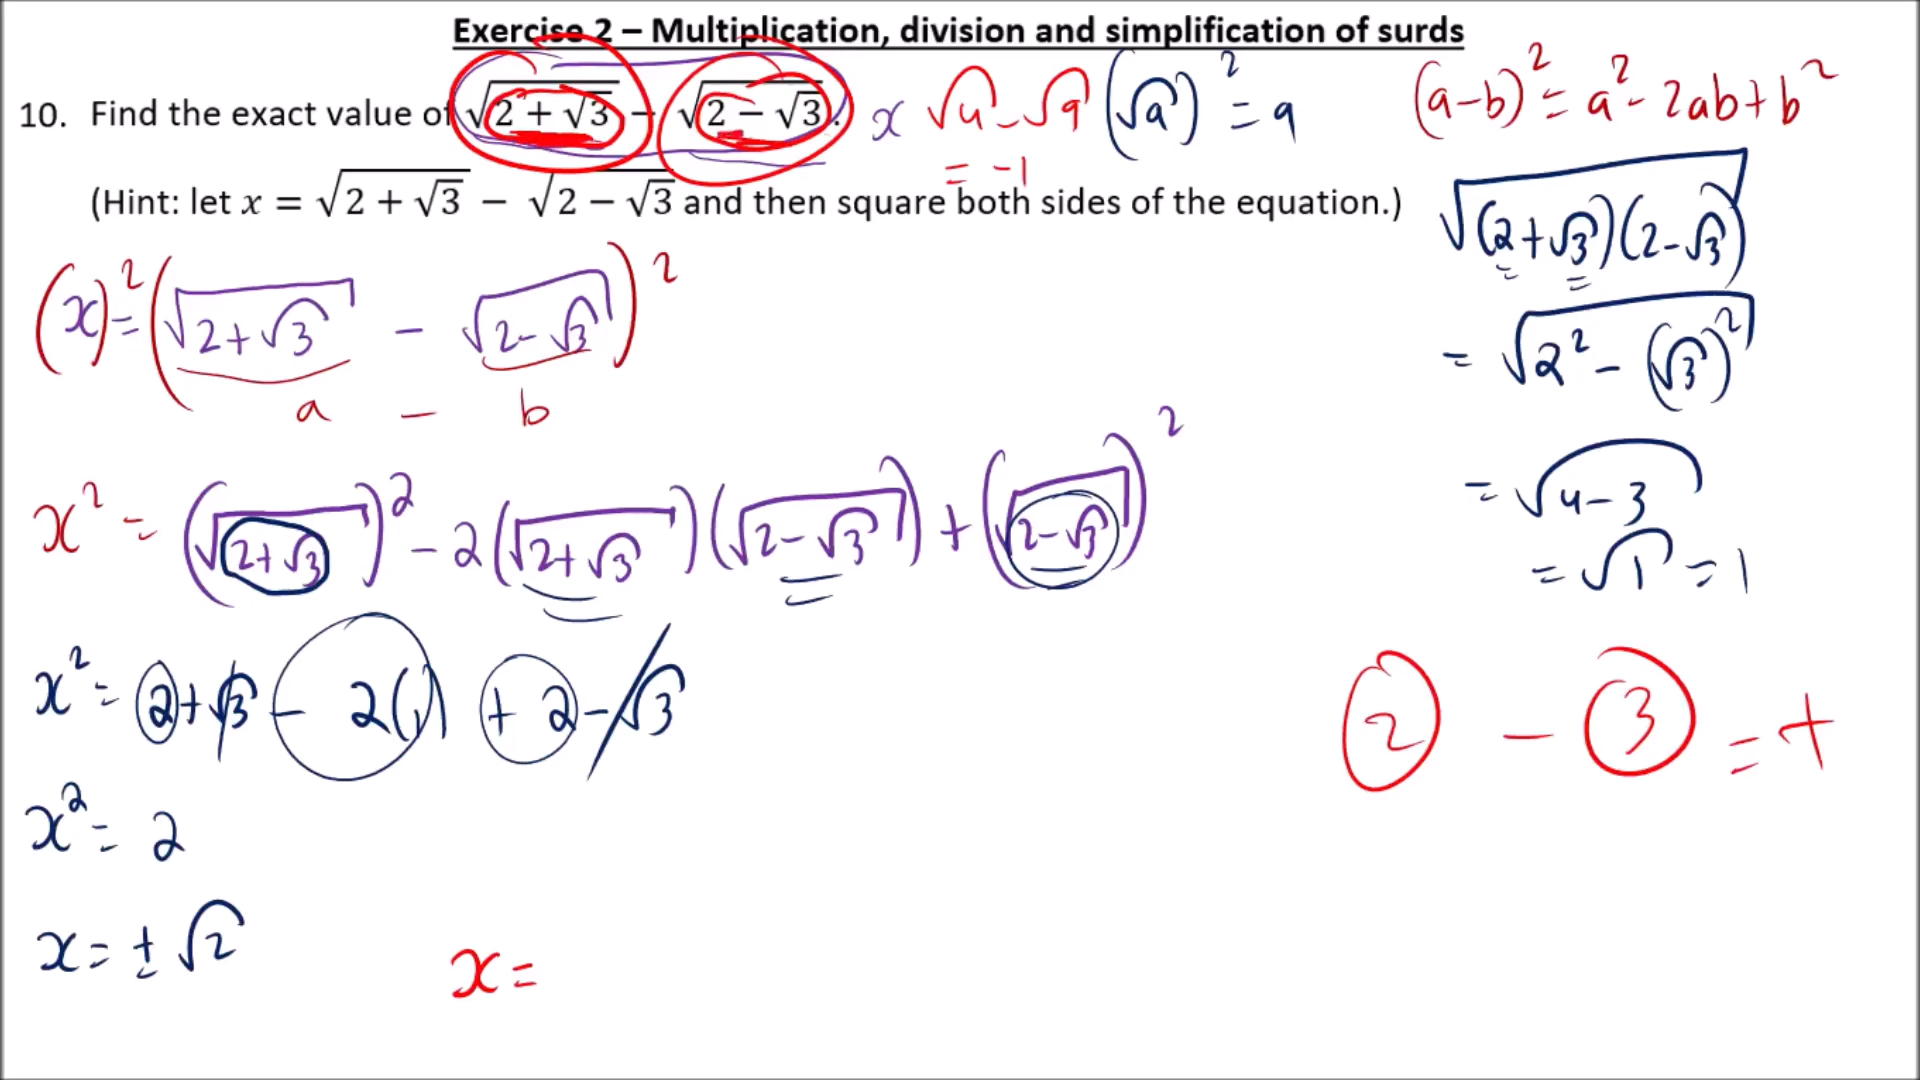 Exercise 2 – Multiplication, division and simplification of surds
10. Find the exact value of √(2 + √3) − √(2 − √3).
x √4 − √9 = −1
(√a)² = a
(a−b)² = a² − 2ab + b²
(Hint: let x = √(2 + √3) − √(2 − √3) and then square both sides of the equation.)
√((2+√3)(2−√3))
= √(2² − (√3)²)
= √(4−3)
= √1 = 1
(x)² = (√(2+√3) − √(2−√3))²
a − b
x² = (√(2+√3))² − 2(√(2+√3))(√(2−√3)) + (√(2−√3))²
x² = 2+√3 − 2(1) + 2−√3
2 − 3 = +
x² = 2
x = ± √2
x =